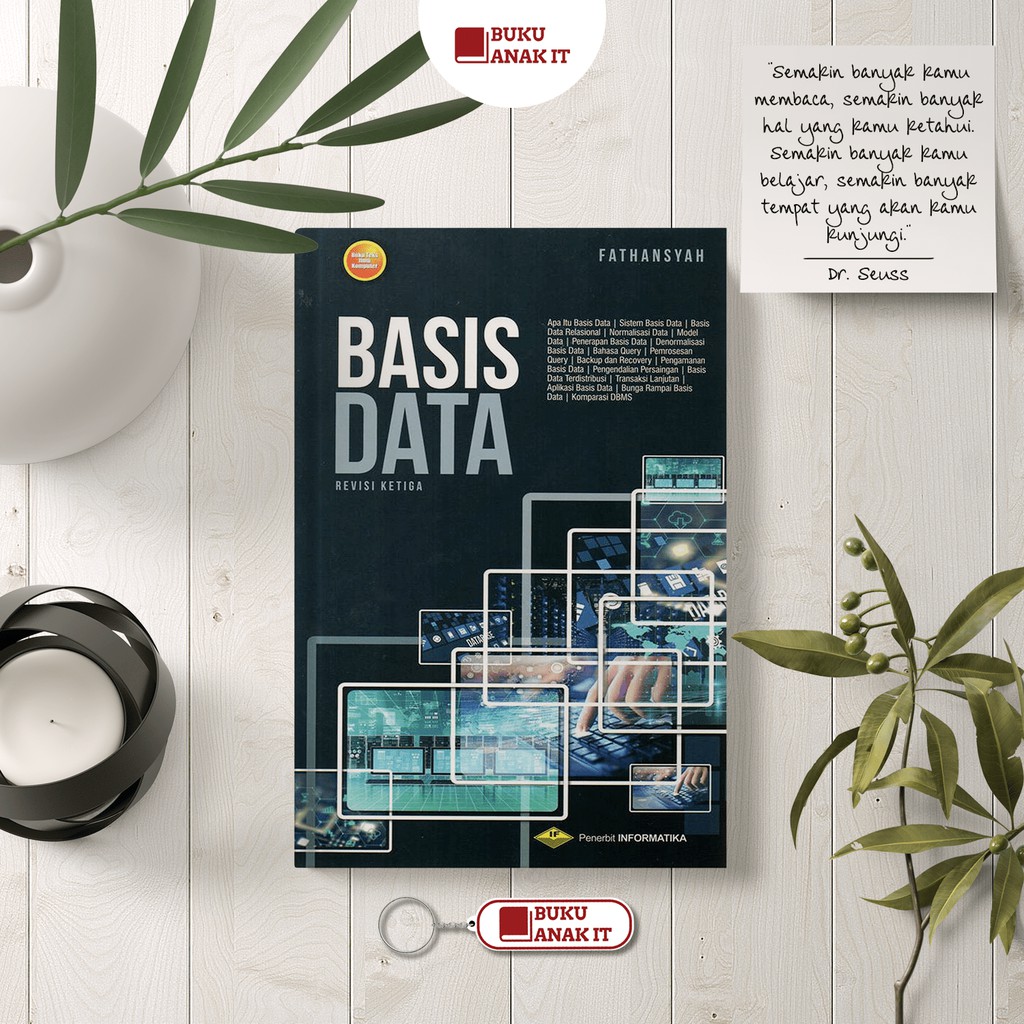 BUKU
ANAK IT
"Semakin banyak kamu
membaca, semakin banyak
hal yang kamu ketahui.
Semakin banyak kamu
belajar, semakin banyak
tempat yang akan kamu
kunjungi."
Dr. Seuss
Buku Teks
Ilmu
Komputer
FATHANSYAH
BASIS
DATA
REVISI KETIGA
Apa Itu Basis Data | Sistem Basis Data | Basis
Data Relasional | Normalisasi Data | Model
Data | Penerapan Basis Data | Denormalisasi
Basis Data | Bahasa Query | Pemrosesan
Query | Backup dan Recovery | Pengamanan
Basis Data | Pengendalian Persaingan | Basis
Data Terdistribusi | Transaksi Lanjutan |
Aplikasi Basis Data | Bunga Rampai Basis
Data | Komparasi DBMS
IF
Penerbit INFORMATIKA
BUKU
ANAK IT